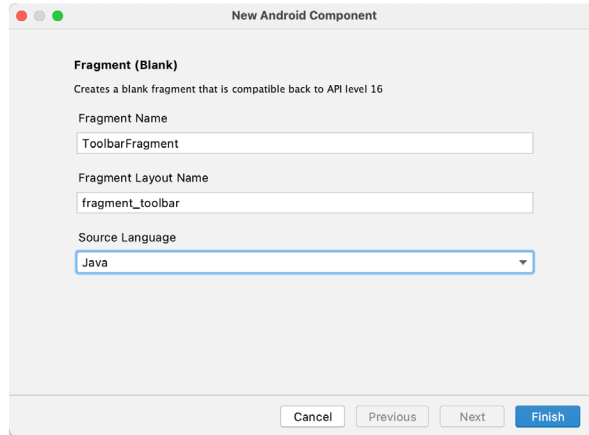 New Android Component
Fragment (Blank)
Creates a blank fragment that is compatible back to API level 16
Fragment Name
ToolbarFragment
Fragment Layout Name
fragment_toolbar
Source Language
Java
Cancel Previous Next Finish